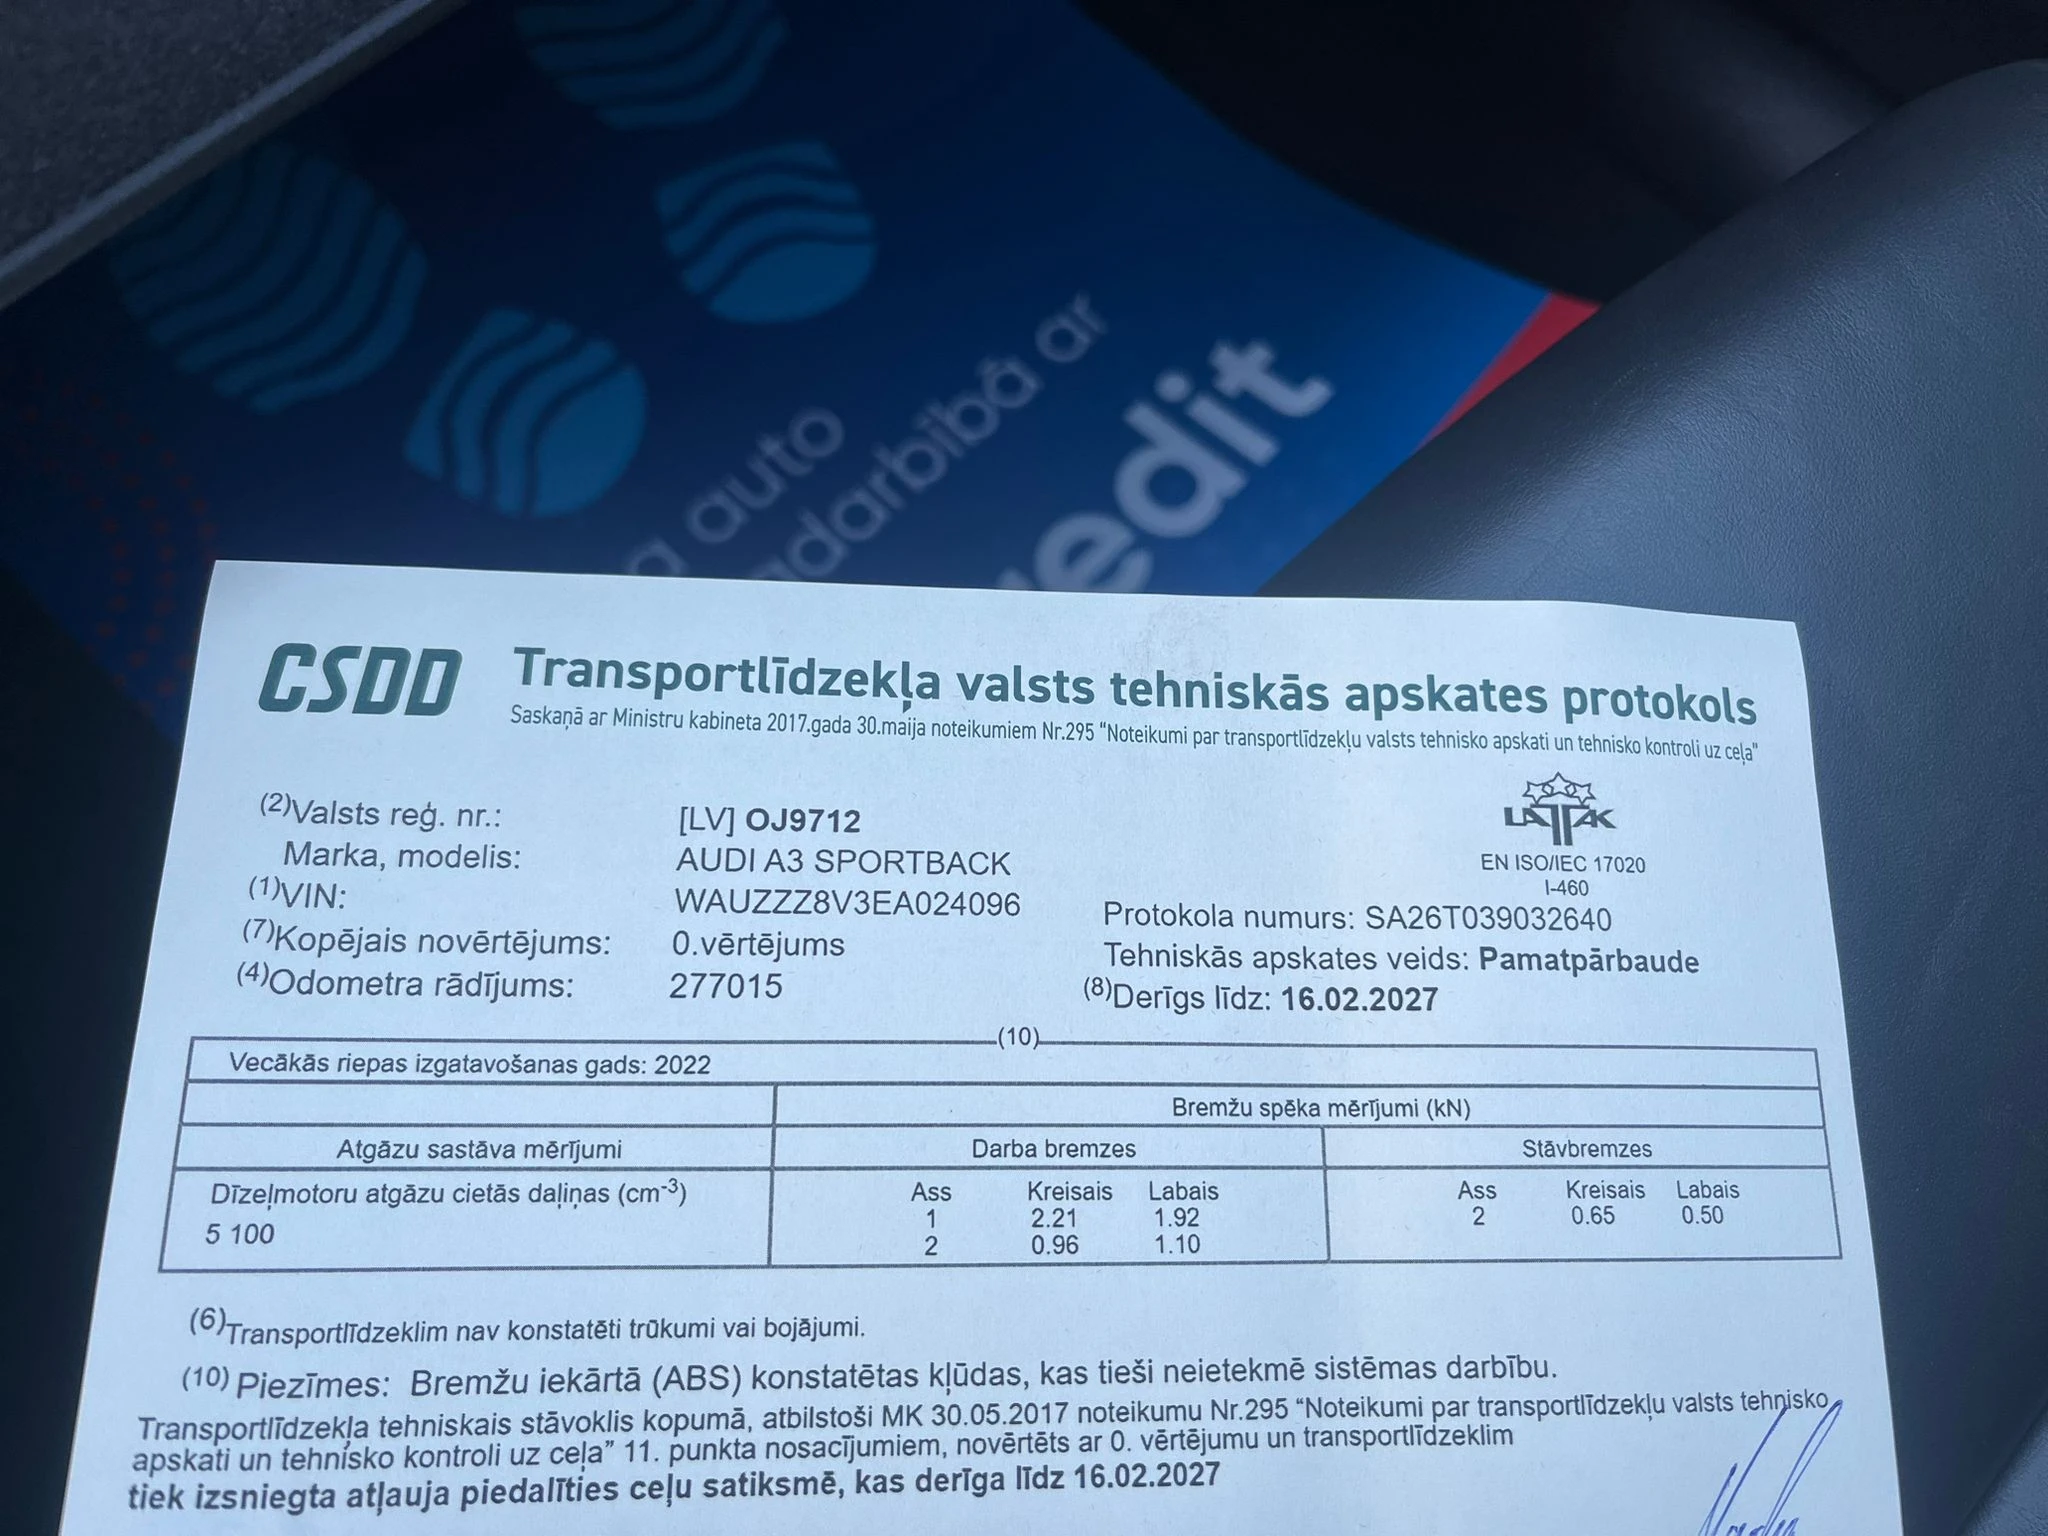 auto
adarbībā ar
edit
CSDD Transportlīdzekļa valsts tehniskās apskates protokols
Saskaņā ar Ministru kabineta 2017.gada 30.maija noteikumiem Nr.295 “Noteikumi par transportlīdzekļu valsts tehnisko apskati un tehnisko kontroli uz ceļa”
LATAK
EN ISO/IEC 17020
I-460
(2)Valsts reģ. nr.: [LV] OJ9712
Marka, modelis: AUDI A3 SPORTBACK
(1)VIN: WAUZZZ8V3EA024096 Protokola numurs: SA26T039032640
(7)Kopējais novērtējums: 0.vērtējums Tehniskās apskates veids: Pamatpārbaude
(4)Odometra rādījums: 277015 (8)Derīgs līdz: 16.02.2027
(10)
Vecākās riepas izgatavošanas gads: 2022
Bremžu spēka mērījumi (kN)
Atgāzu sastāva mērījumi Darba bremzes Stāvbremzes
Dīzeļmotoru atgāzu cietās daļiņas (cm-3) Ass Kreisais Labais Ass Kreisais Labais
5 100 1 2.21 1.92 2 0.65 0.50
2 0.96 1.10
(6)Transportlīdzeklim nav konstatēti trūkumi vai bojājumi.
(10) Piezīmes: Bremžu iekārtā (ABS) konstatētas kļūdas, kas tieši neietekmē sistēmas darbību.
Transportlīdzekļa tehniskais stāvoklis kopumā, atbilstoši MK 30.05.2017 noteikumu Nr.295 “Noteikumi par transportlīdzekļu valsts tehnisko
apskati un tehnisko kontroli uz ceļa” 11. punkta nosacījumiem, novērtēts ar 0. vērtējumu un transportlīdzeklim
tiek izsniegta atļauja piedalīties ceļu satiksmē, kas derīga līdz 16.02.2027